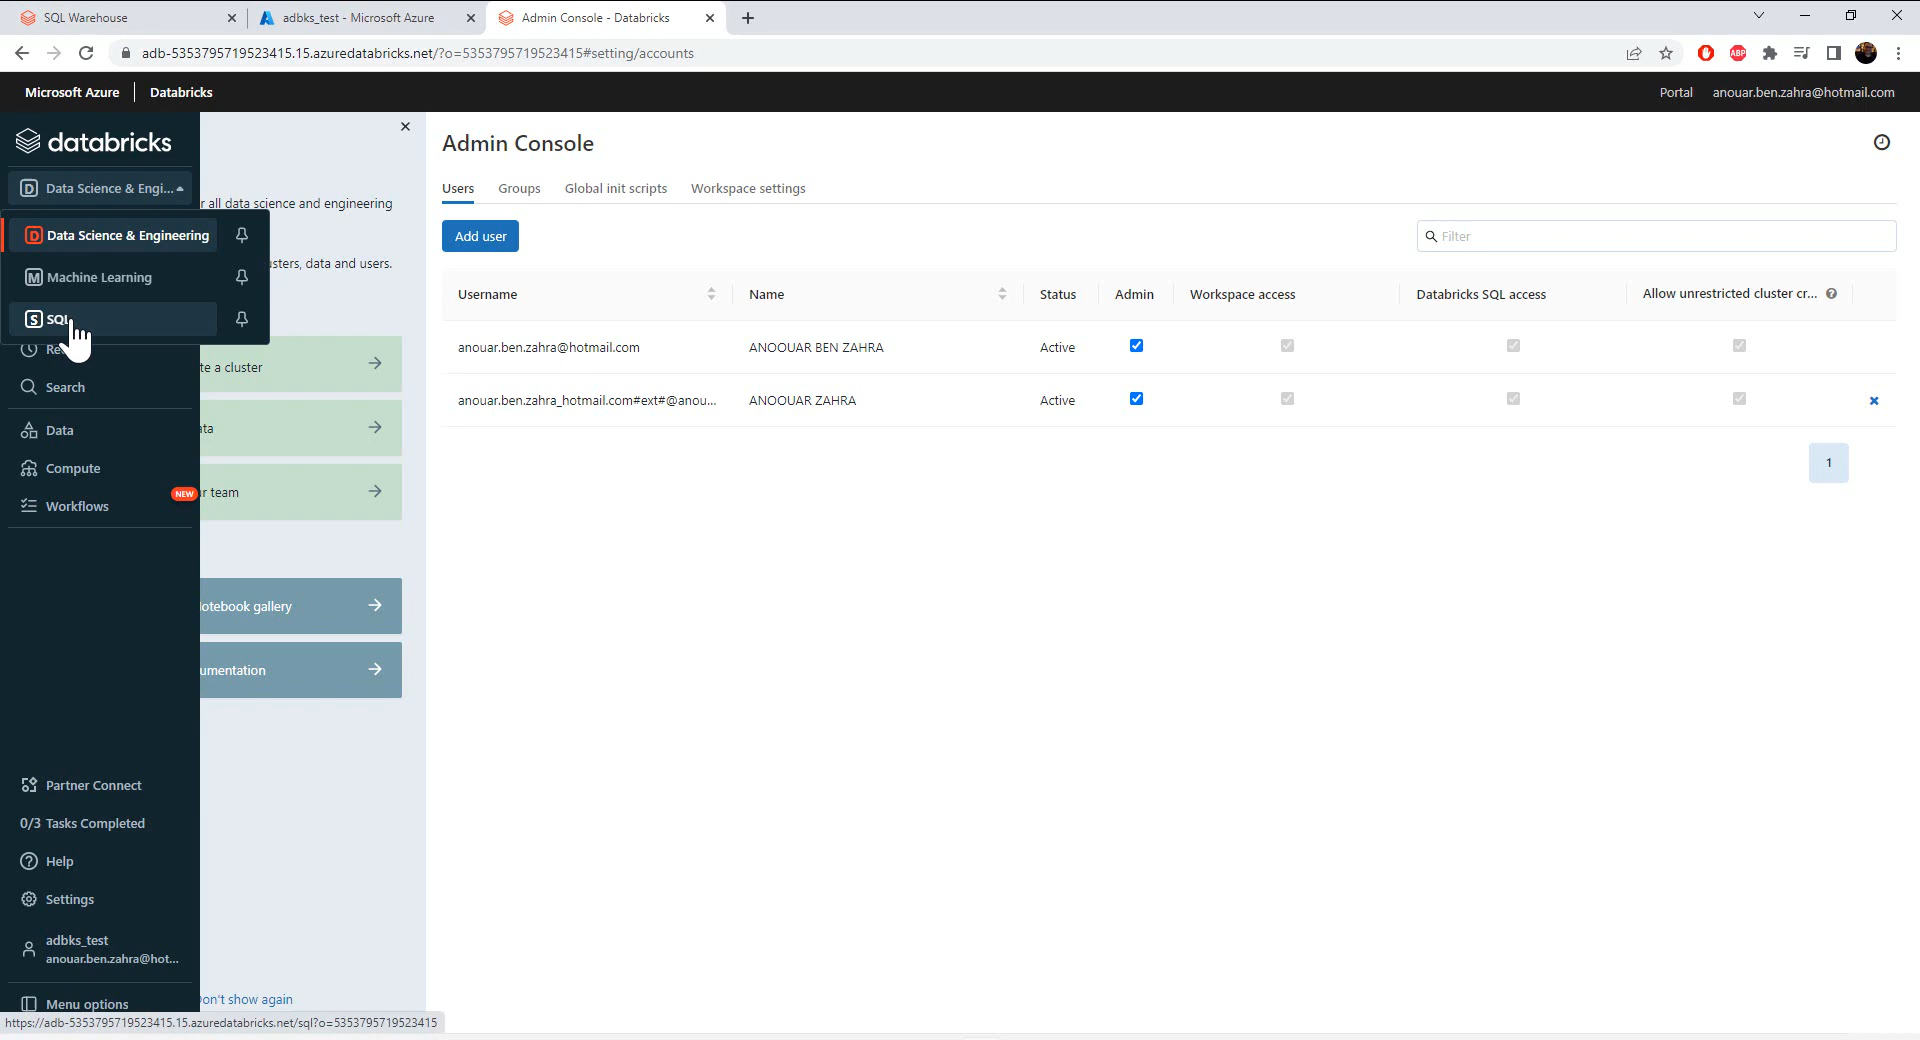 SQL Warehouse
adbks_test - Microsoft Azure
Admin Console - Databricks
adb-5353795719523415.15.azuredatabricks.net/?o=5353795719523415#setting/accounts
ABP
Microsoft Azure
Databricks
Portal
anouar.ben.zahra@hotmail.com
databricks
D Data Science & Engi...
D Data Science & Engineering
M Machine Learning
S SQL
Search
Data
Compute
Workflows
NEW
Partner Connect
0/3 Tasks Completed
Help
Settings
adbks_test
anouar.ben.zahra@hot...
Menu options
r all data science and engineering
sters, data and users.
te a cluster
ata
r team
otebook gallery
umentation
on't show again
https://adb-5353795719523415.15.azuredatabricks.net/sql?o=5353795719523415
Admin Console
Users Groups Global init scripts Workspace settings
Add user
Filter
Username Name Status Admin Workspace access Databricks SQL access Allow unrestricted cluster cr... ?
anouar.ben.zahra@hotmail.com ANOOUAR BEN ZAHRA Active
anouar.ben.zahra_hotmail.com#ext#@anou... ANOOUAR ZAHRA Active
1